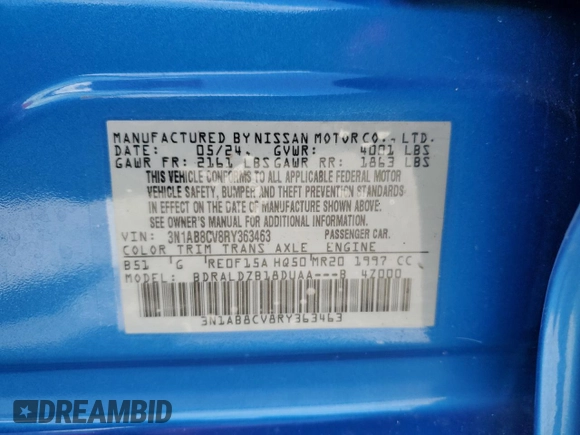 MANUFACTURED BY NISSAN MOTOR CO., LTD.
DATE: 05/24 GVWR: 4001 LBS
GAWR FR: 2161 LBS GAWR RR: 1863 LBS
THIS VEHICLE CONFORMS TO ALL APPLICABLE FEDERAL MOTOR
VEHICLE SAFETY, BUMPER AND THEFT PREVENTION STANDARDS
IN EFFECT ON THE DATE OF MANUFACTURE SHOWN ABOVE.
SEE OWNER'S MANUAL FOR ADDITIONAL INFORMATION.
VIN: 3N1AB8CV8RY363463 PASSENGER CAR.
COLOR TRIM TRANS AXLE ENGINE
B51 G RE0F15A HQ50 MR20 1997 CC
MODEL: BDRALDZB18DUAA---B 4Z000
3N1AB8CV8RY363463
DREAMBID